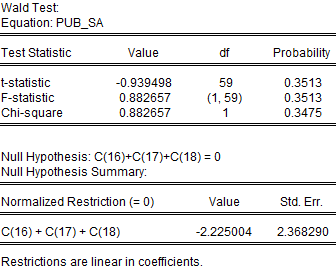 Wald Test:
Equation: PUB_SA
Test Statistic Value df Probability
t-statistic -0.939498 59 0.3513
F-statistic 0.882657 (1, 59) 0.3513
Chi-square 0.882657 1 0.3475
Null Hypothesis: C(16)+C(17)+C(18) = 0
Null Hypothesis Summary:
Normalized Restriction (= 0) Value Std. Err.
C(16) + C(17) + C(18) -2.225004 2.368290
Restrictions are linear in coefficients.